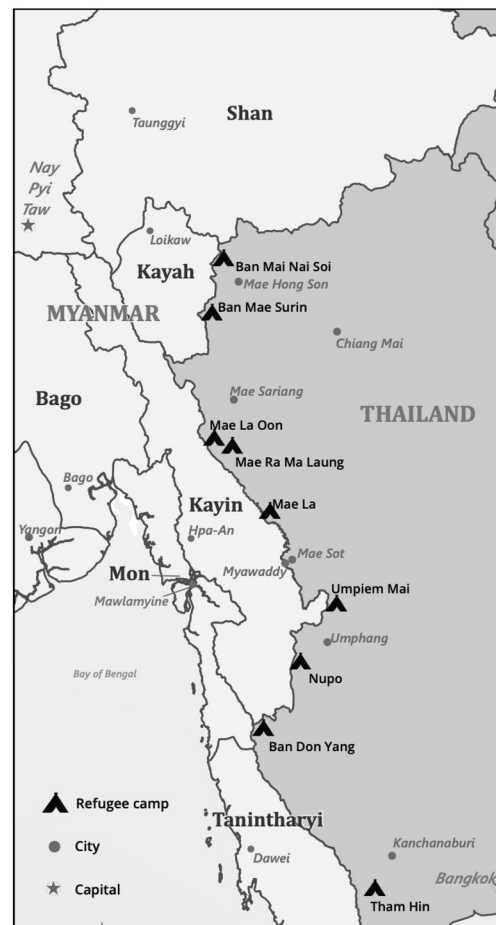 Shan
Taunggyi
Nay
Pyi
Taw
Loikaw
Kayah
Ban Mai Nai Soi
Mae Hong Son
MYANMAR
Ban Mae Surin
Chiang Mai
Bago
Mae Sariang
THAILAND
Mae La Oon
Mae Ra Ma Laung
Bago
Kayin
Mae La
Yangon
Hpa-An
Mae Sot
Mon
Myawaddy
Mawlamyine
Umpiem Mai
Umphang
Bay of Bengal
Nupo
Ban Don Yang
Refugee camp
Tanintharyi
City
Dawei
Kanchanaburi
Capital
Bangkok
Tham Hin